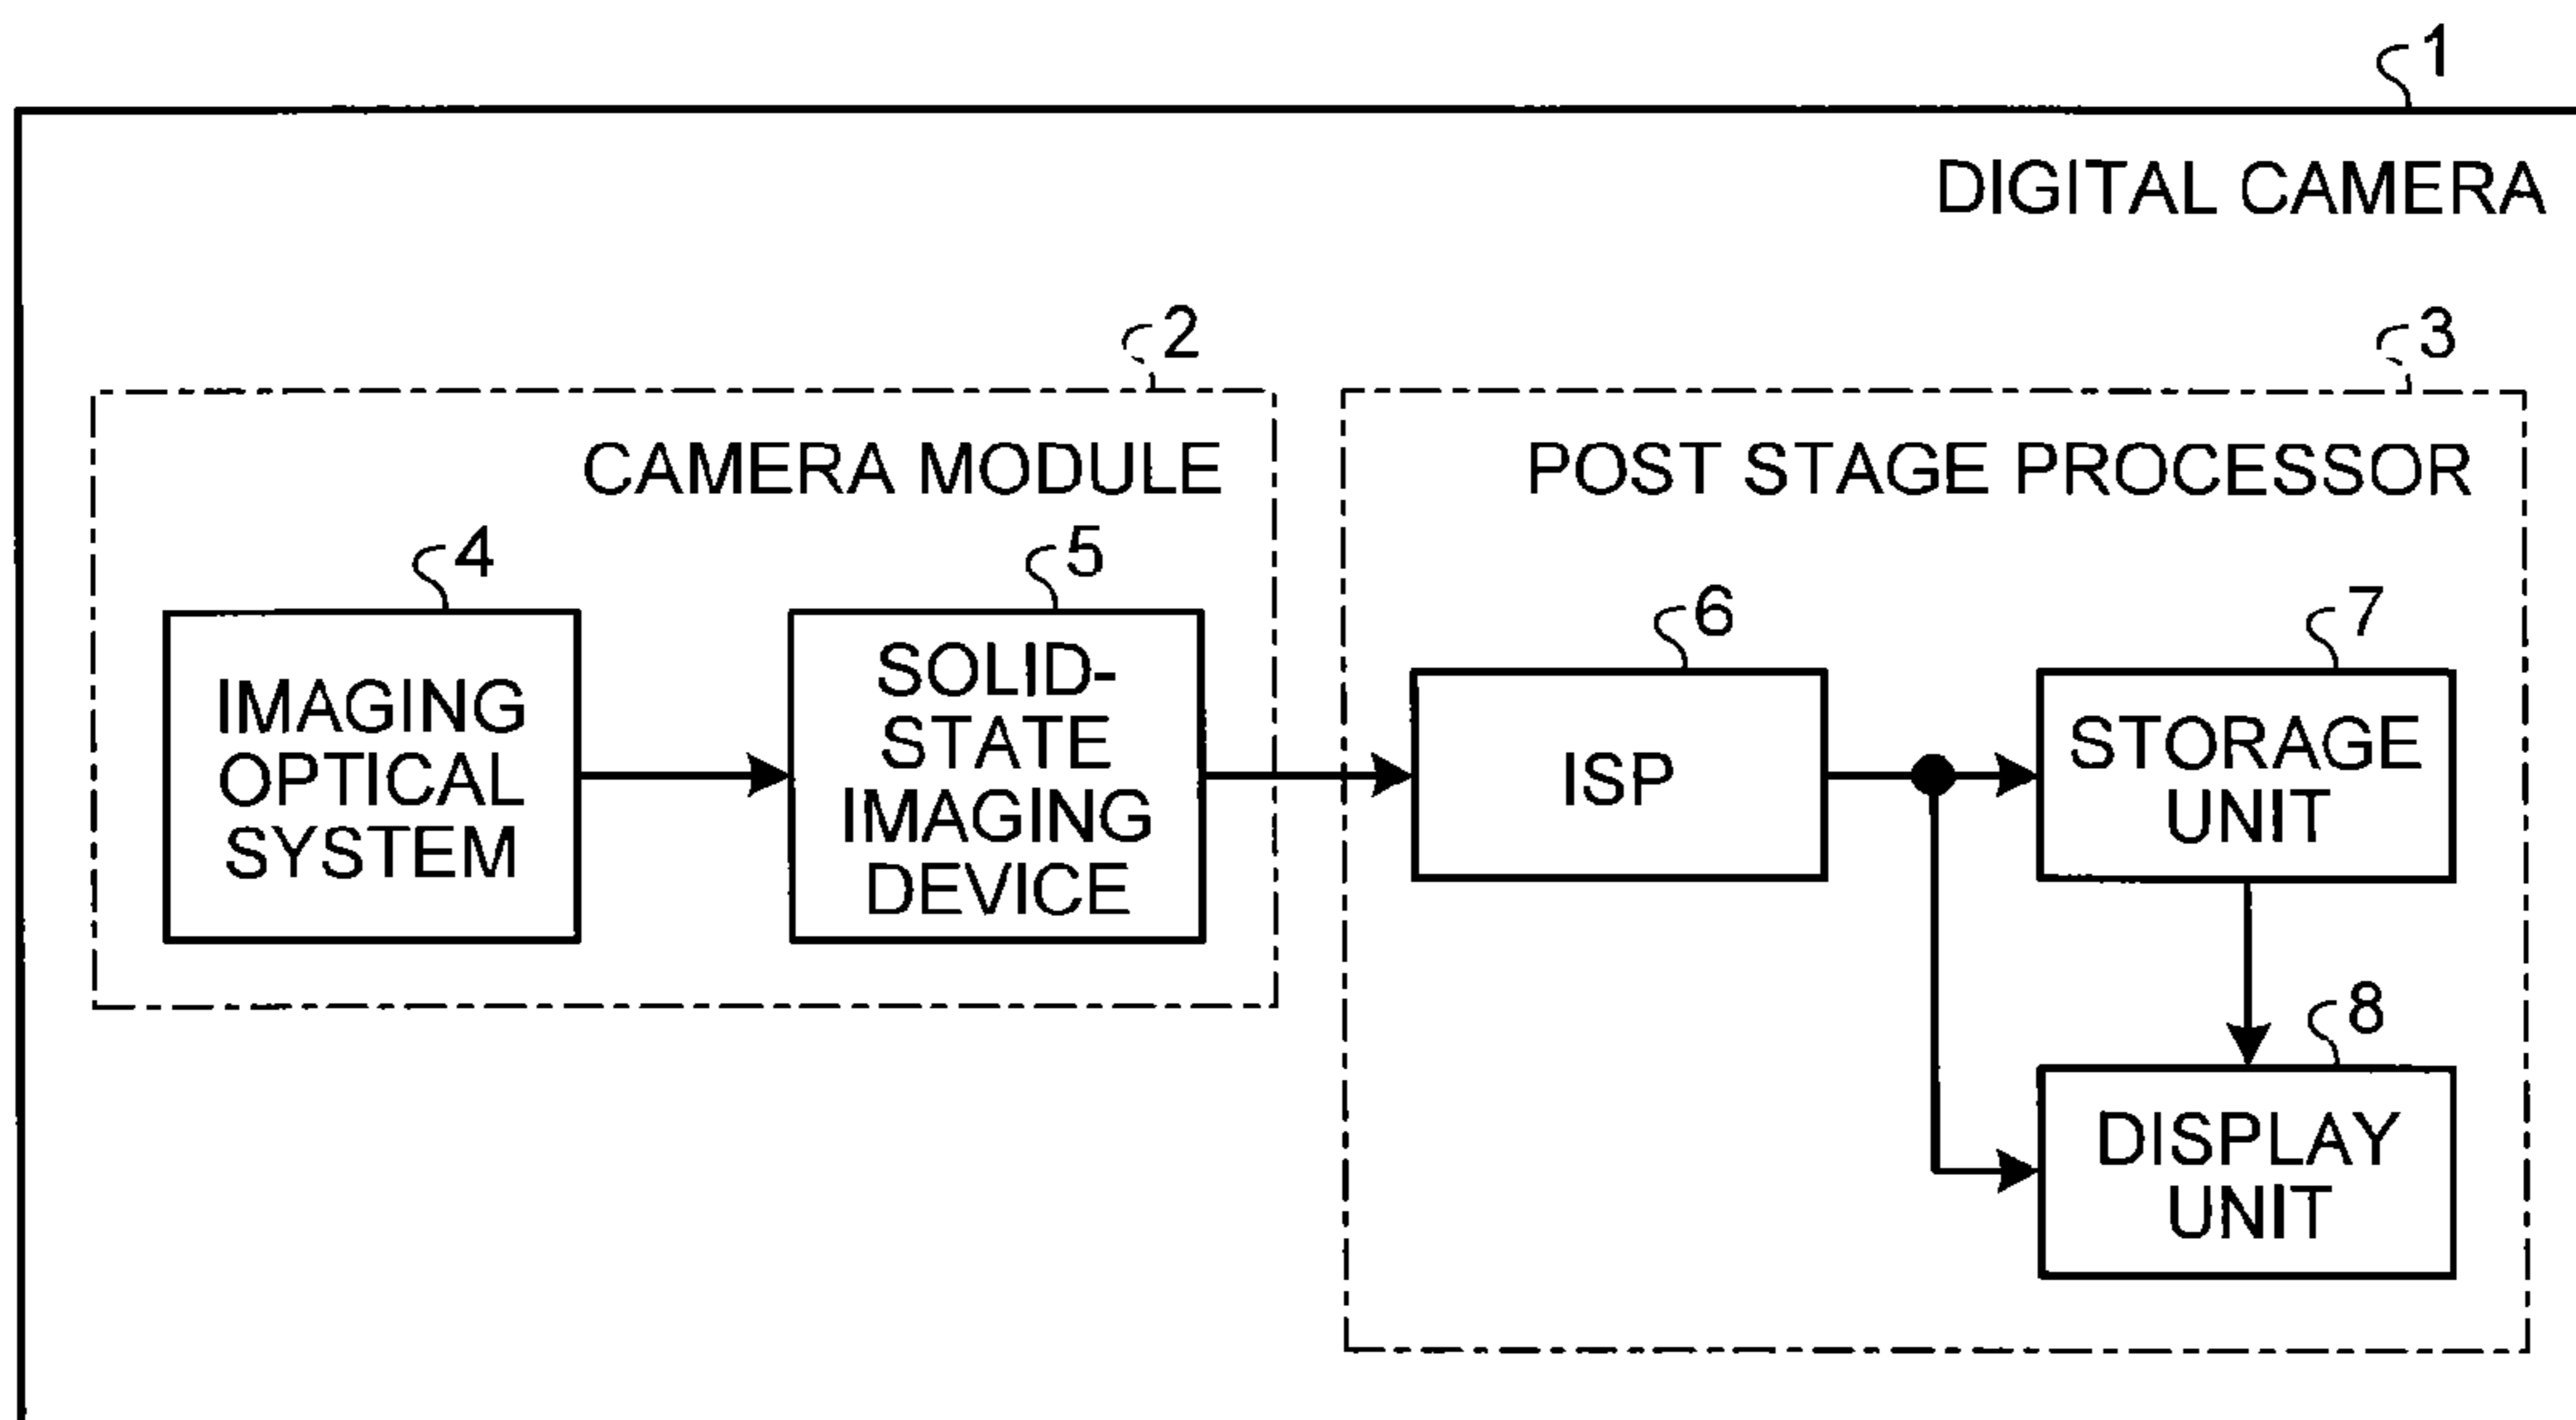 1
DIGITAL CAMERA
2
3
CAMERA MODULE
POST STAGE PROCESSOR
4
5
6
7
IMAGING
OPTICAL
SYSTEM
SOLID-
STATE
IMAGING
DEVICE
ISP
STORAGE
UNIT
8
DISPLAY
UNIT